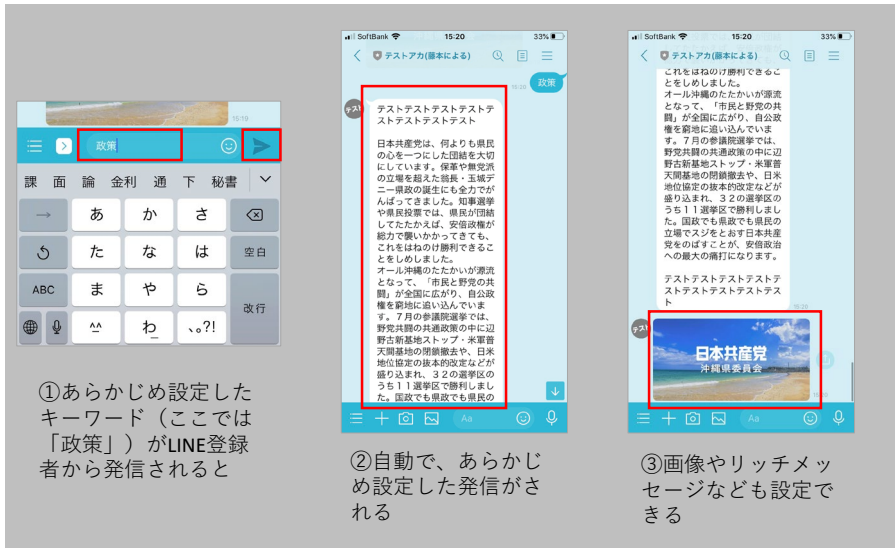 15:19
政策
課 面 論 金利 通 下 秘書
→ あ か さ
た な は 空白
ABC ま や ら 改行
^^ わ 、。?!
①あらかじめ設定した
キーワード（ここでは
「政策」）がLINE登録
者から発信されると
SoftBank 15:20 33%
テストアカ(藤本による)
15:20 政策
テスト
テストテストテストテストテ
ストテストテストテスト
日本共産党は、何よりも県民
の心を一つにした団結を大切
にしています。保革や無党派
の立場を超えた翁長・玉城デ
ニー県政の誕生にも全力でが
んばってきました。知事選挙
や県民投票では、県民が団結
してたたかえば、安倍政権が
総力で襲いかかってきても、
これをはねのけ勝利できるこ
とをしめしました。
オール沖縄のたたかいが源流
となって、「市民と野党の共
闘」が全国に広がり、自公政
権を窮地に追い込んでいま
す。７月の参議院選挙では、
野党共闘の共通政策の中に辺
野古新基地ストップ・米軍普
天間基地の閉鎖撤去や、日米
地位協定の抜本的改定などが
盛り込まれ、３２の選挙区の
うち１１選挙区で勝利しまし
た。国政でも県政でも県民の
Aa
②自動で、あらかじ
め設定した発信がさ
れる
SoftBank 15:20 33%
テストアカ(藤本による)
これをはねのけ勝利できるこ
とをしめしました。
オール沖縄のたたかいが源流
となって、「市民と野党の共
闘」が全国に広がり、自公政
権を窮地に追い込んでいま
す。７月の参議院選挙では、
野党共闘の共通政策の中に辺
野古新基地ストップ・米軍普
天間基地の閉鎖撤去や、日米
地位協定の抜本的改定などが
盛り込まれ、３２の選挙区の
うち１１選挙区で勝利しまし
た。国政でも県政でも県民の
立場でスジをとおす日本共産
党をのばすことが、安倍政治
への最大の痛打になります。
テストテストテストテストテ
ストテストテストテストテス
ト
15:20
日本共産党
沖縄県委員会
Aa
③画像やリッチメッ
セージなども設定で
きる